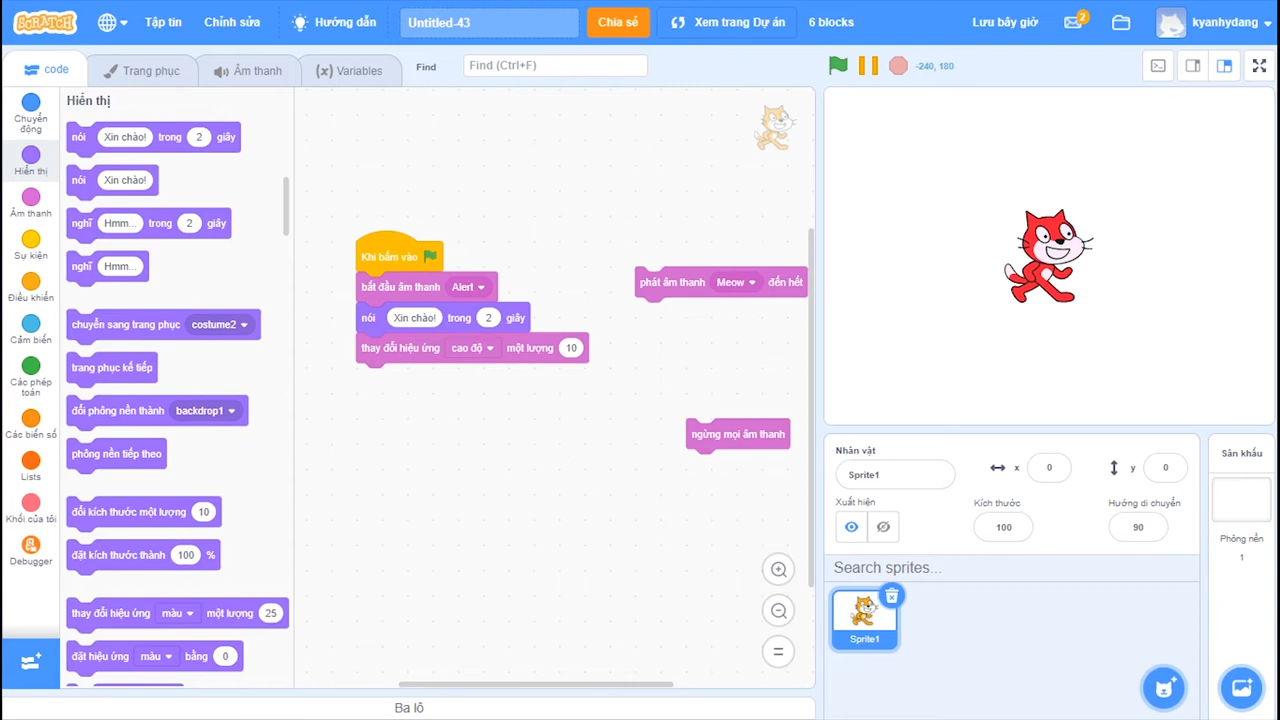 SCRATCH Tập tin Chỉnh sửa Hướng dẫn Untitled-43 Chia sẻ Xem trang Dự án 6 blocks Lưu bây giờ 2 kyanhydang
code Trang phục Âm thanh (x) Variables Find Find (Ctrl+F) -240, 180
Chuyển động
Hiển thị
Âm thanh
Sự kiện
Điều khiển
Cảm biến
Các phép toán
Các biến số
Lists
Khối của tôi
Debugger
Hiển thị
nói Xin chào! trong 2 giây
nói Xin chào!
nghĩ Hmm... trong 2 giây
nghĩ Hmm...
chuyển sang trang phục costume2
trang phục kế tiếp
đổi phông nền thành backdrop1
phông nền tiếp theo
đổi kích thước một lượng 10
đặt kích thước thành 100 %
thay đổi hiệu ứng màu một lượng 25
đặt hiệu ứng màu bằng 0
Khi bấm vào
bắt đầu âm thanh Alert
nói Xin chào! trong 2 giây
thay đổi hiệu ứng cao độ một lượng 10
phát âm thanh Meow đến hết
ngừng mọi âm thanh
Ba lô
Nhân vật
Sprite1 x 0 y 0
Xuất hiện Kích thước Hướng di chuyển
100 90
Search sprites...
Sprite1
Sân khấu
Phông nền
1